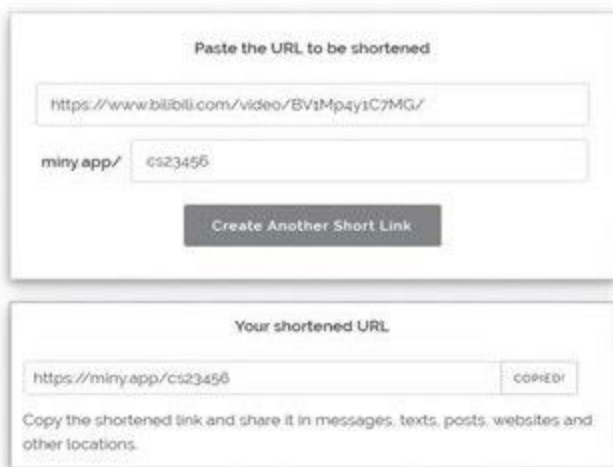 Paste the URL to be shortened
https://www.bilibili.com/video/BV1Mp4y1C7MG/
miny.app/ cs23456
Create Another Short Link
Your shortened URL
https://miny.app/cs23456 COPIED!
Copy the shortened link and share it in messages, texts, posts, websites and
other locations.